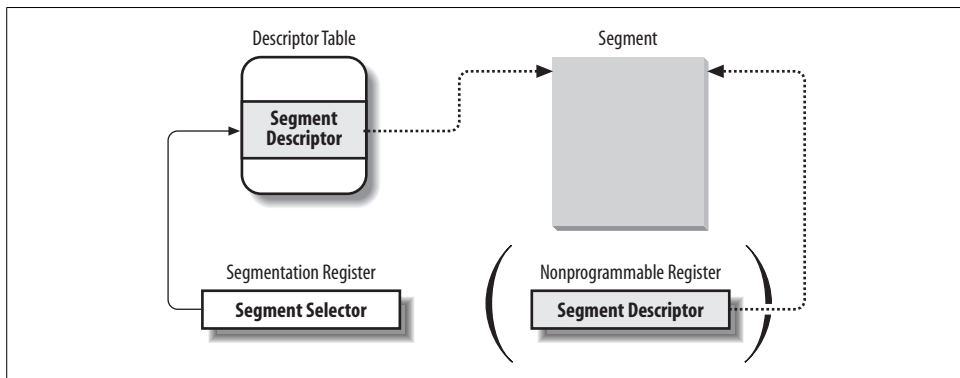 Descriptor Table
Segment
Segment
Descriptor
Segmentation Register
Segment Selector
Nonprogrammable Register
Segment Descriptor